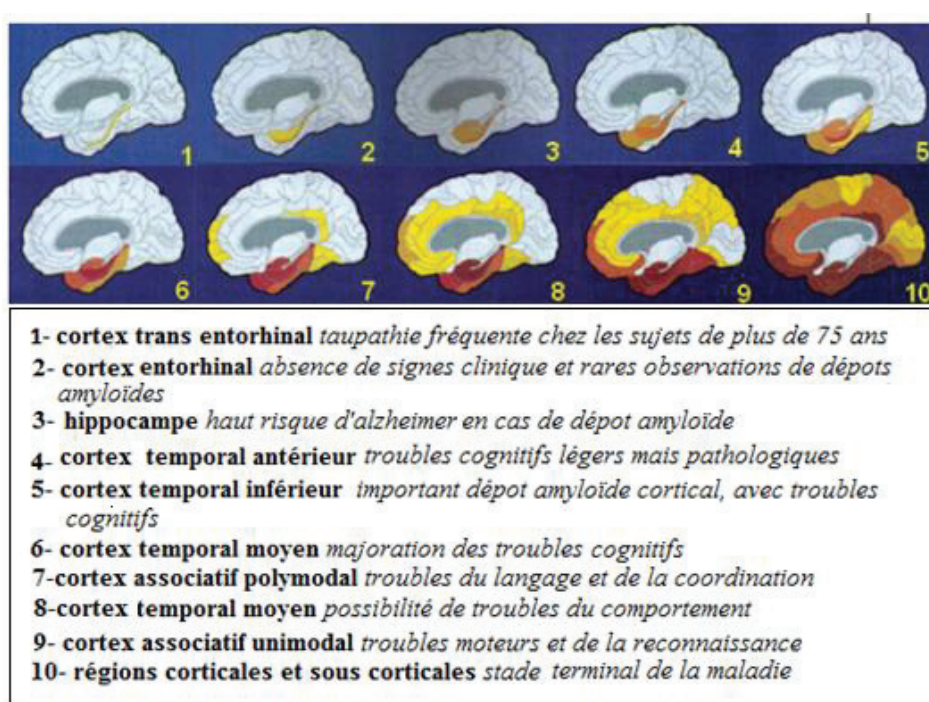 1
2
3
4
5
6
7
8
9
10
1- cortex trans entorhinal taupathie fréquente chez les sujets de plus de 75 ans
2- cortex entorhinal absence de signes clinique et rares observations de dépots
amyloïdes
3- hippocampe haut risque d'alzheimer en cas de dépot amyloïde
4- cortex temporal antérieur troubles cognitifs légers mais pathologiques
5- cortex temporal inférieur important dépot amyloïde cortical, avec troubles
cognitifs
6- cortex temporal moyen majoration des troubles cognitifs
7-cortex associatif polymodal troubles du langage et de la coordination
8-cortex temporal moyen possibilité de troubles du comportement
9- cortex associatif unimodal troubles moteurs et de la reconnaissance
10- régions corticales et sous corticales stade terminal de la maladie